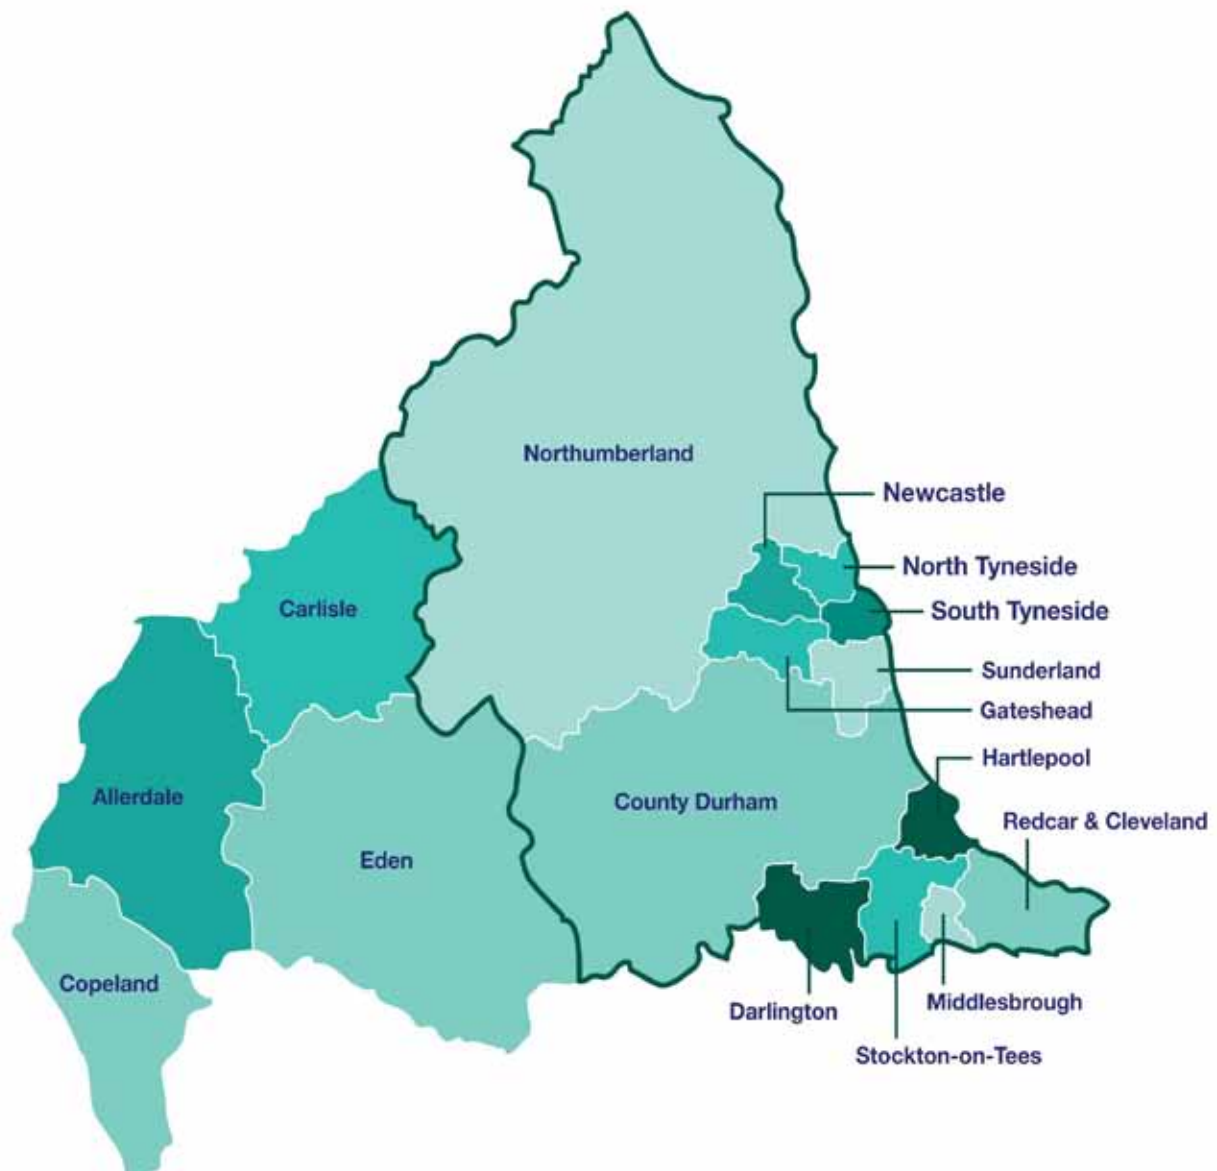 Northumberland
Newcastle
North Tyneside
Carlisle
South Tyneside
Sunderland
Gateshead
Hartlepool
Allerdale
County Durham
Redcar & Cleveland
Eden
Copeland
Darlington
Middlesbrough
Stockton-on-Tees